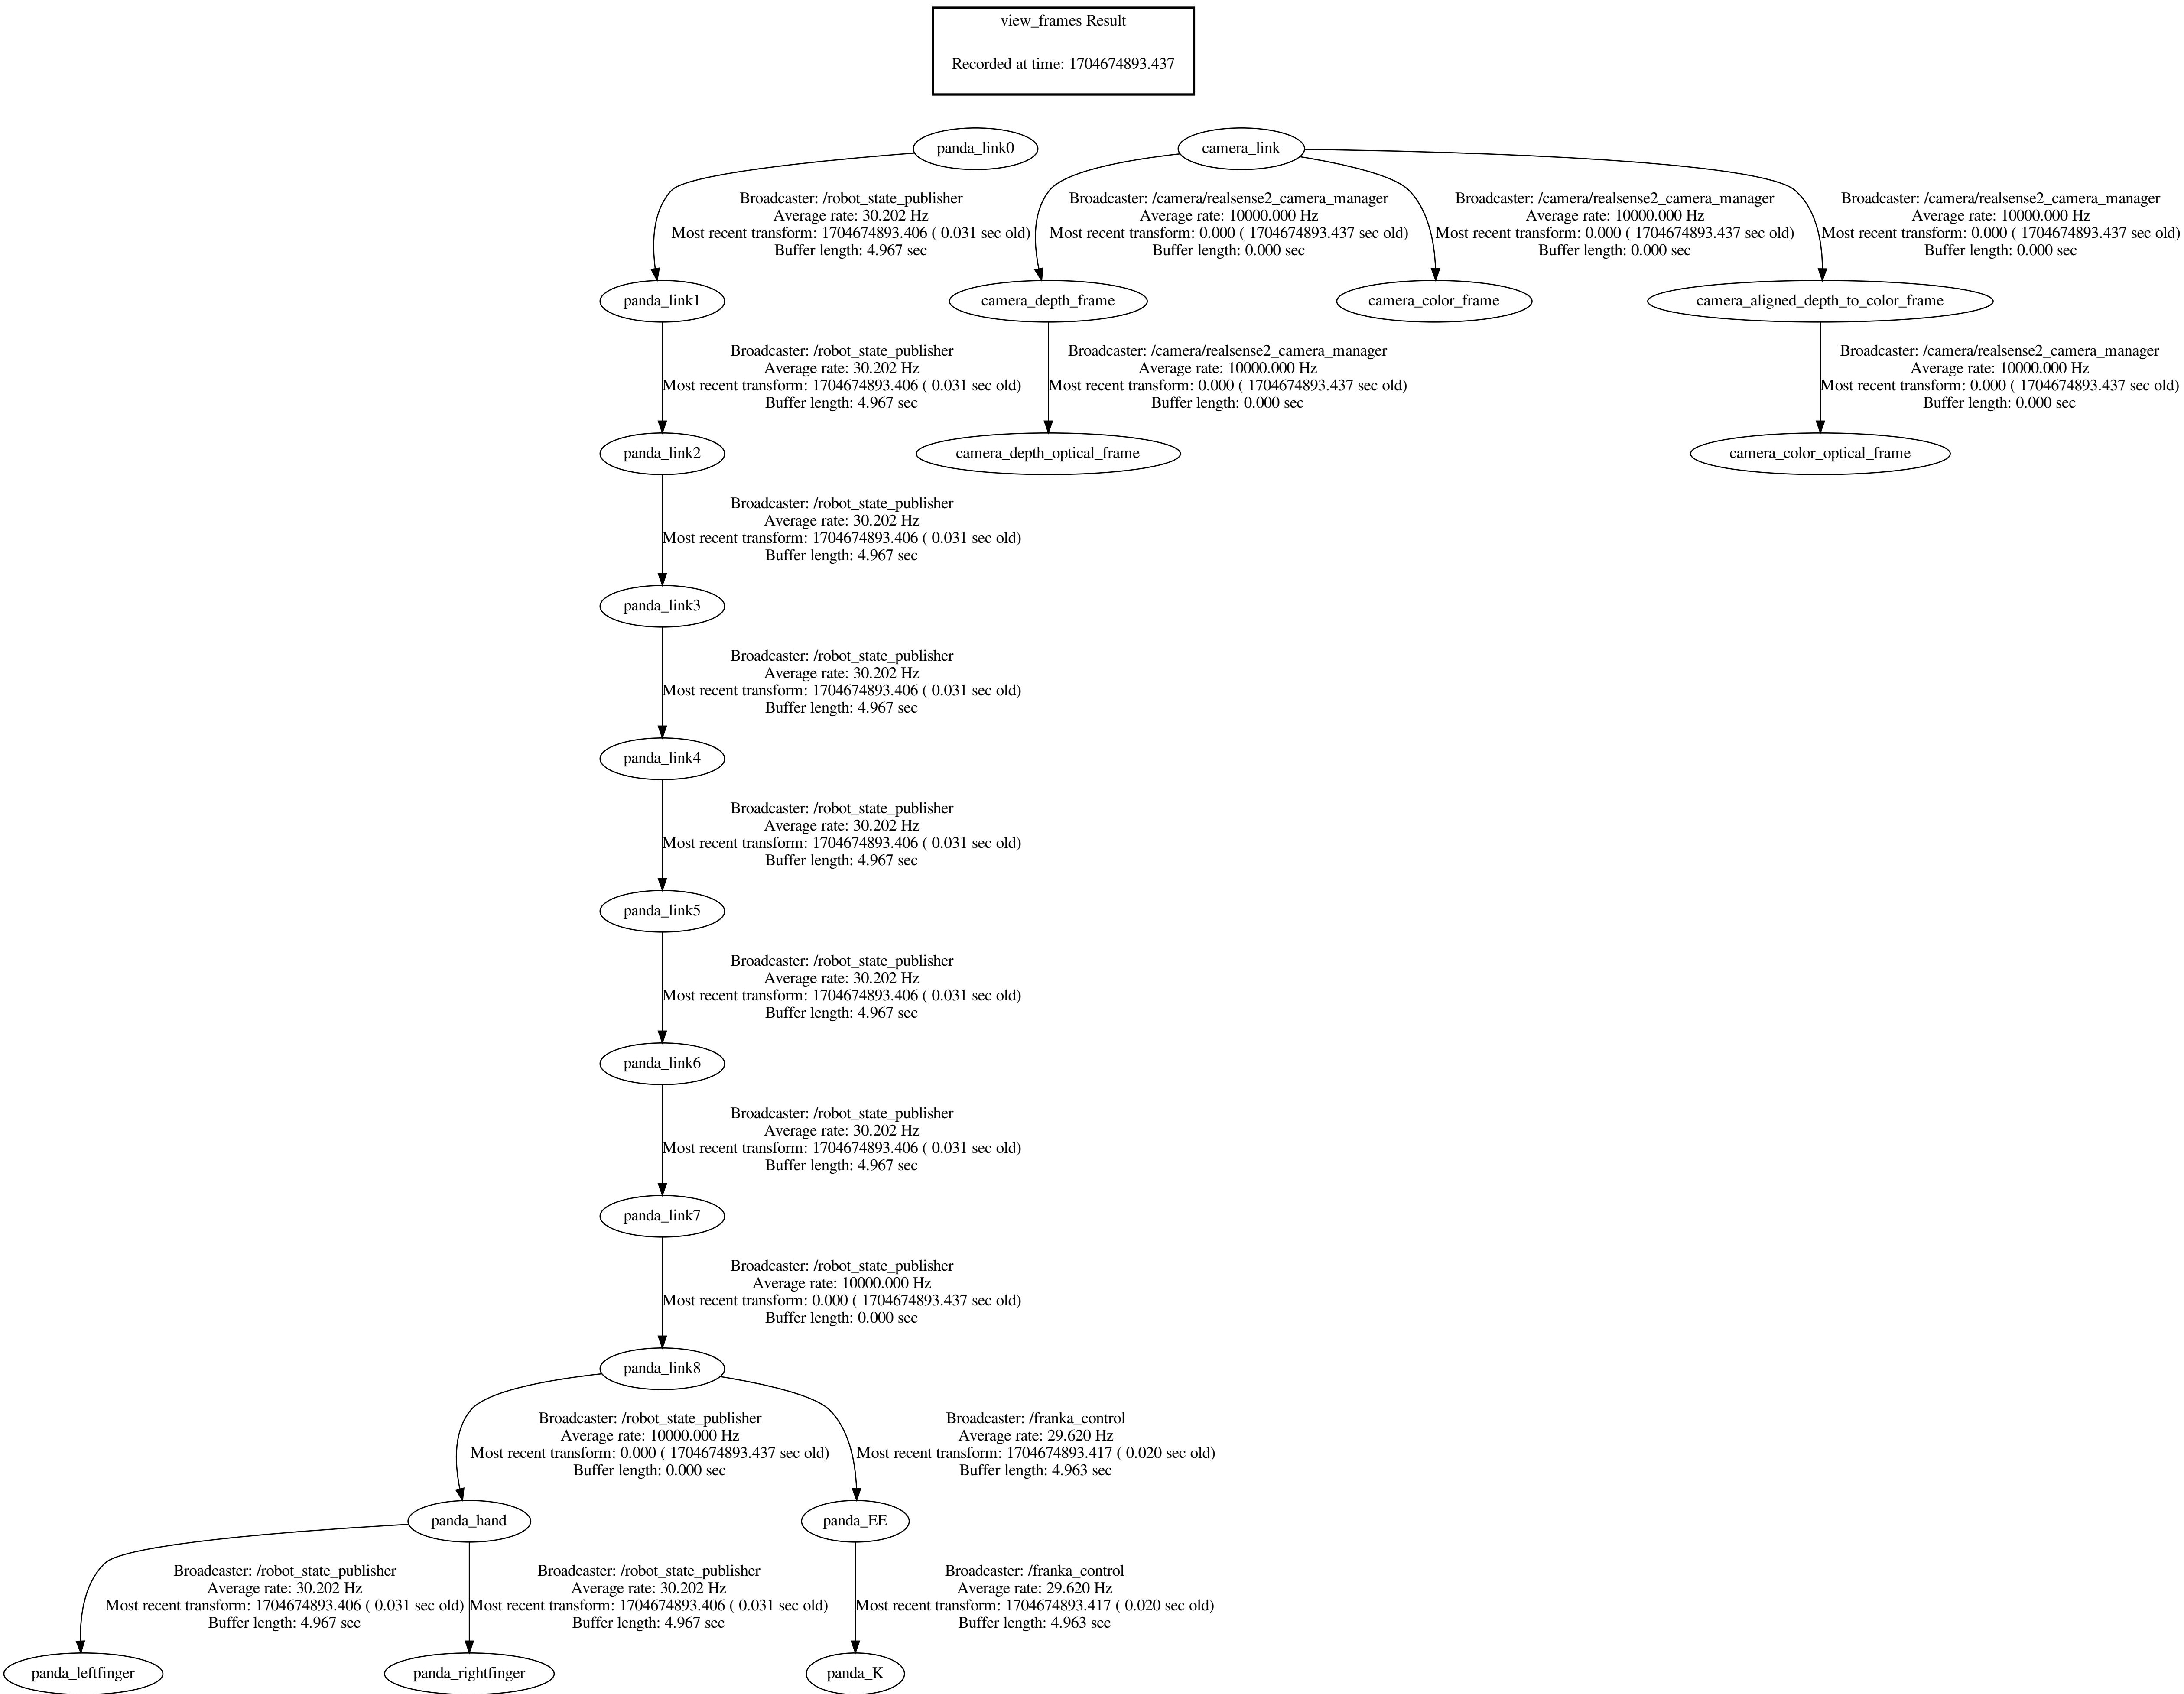 view_frames Result
Recorded at time: 1704674893.437
panda_link0
camera_link
Broadcaster: /robot_state_publisher
Average rate: 30.202 Hz
Most recent transform: 1704674893.406 ( 0.031 sec old)
Buffer length: 4.967 sec
Broadcaster: /camera/realsense2_camera_manager
Average rate: 10000.000 Hz
Most recent transform: 0.000 ( 1704674893.437 sec old)
Buffer length: 0.000 sec
Broadcaster: /camera/realsense2_camera_manager
Average rate: 10000.000 Hz
Most recent transform: 0.000 ( 1704674893.437 sec old)
Buffer length: 0.000 sec
Broadcaster: /camera/realsense2_camera_manager
Average rate: 10000.000 Hz
Most recent transform: 0.000 ( 1704674893.437 sec old)
Buffer length: 0.000 sec
panda_link1
camera_depth_frame
camera_color_frame
camera_aligned_depth_to_color_frame
Broadcaster: /robot_state_publisher
Average rate: 30.202 Hz
Most recent transform: 1704674893.406 ( 0.031 sec old)
Buffer length: 4.967 sec
Broadcaster: /camera/realsense2_camera_manager
Average rate: 10000.000 Hz
Most recent transform: 0.000 ( 1704674893.437 sec old)
Buffer length: 0.000 sec
Broadcaster: /camera/realsense2_camera_manager
Average rate: 10000.000 Hz
Most recent transform: 0.000 ( 1704674893.437 sec old)
Buffer length: 0.000 sec
panda_link2
camera_depth_optical_frame
camera_color_optical_frame
Broadcaster: /robot_state_publisher
Average rate: 30.202 Hz
Most recent transform: 1704674893.406 ( 0.031 sec old)
Buffer length: 4.967 sec
panda_link3
Broadcaster: /robot_state_publisher
Average rate: 30.202 Hz
Most recent transform: 1704674893.406 ( 0.031 sec old)
Buffer length: 4.967 sec
panda_link4
Broadcaster: /robot_state_publisher
Average rate: 30.202 Hz
Most recent transform: 1704674893.406 ( 0.031 sec old)
Buffer length: 4.967 sec
panda_link5
Broadcaster: /robot_state_publisher
Average rate: 30.202 Hz
Most recent transform: 1704674893.406 ( 0.031 sec old)
Buffer length: 4.967 sec
panda_link6
Broadcaster: /robot_state_publisher
Average rate: 30.202 Hz
Most recent transform: 1704674893.406 ( 0.031 sec old)
Buffer length: 4.967 sec
panda_link7
Broadcaster: /robot_state_publisher
Average rate: 10000.000 Hz
Most recent transform: 0.000 ( 1704674893.437 sec old)
Buffer length: 0.000 sec
panda_link8
Broadcaster: /robot_state_publisher
Average rate: 10000.000 Hz
Most recent transform: 0.000 ( 1704674893.437 sec old)
Buffer length: 0.000 sec
Broadcaster: /franka_control
Average rate: 29.620 Hz
Most recent transform: 1704674893.417 ( 0.020 sec old)
Buffer length: 4.963 sec
panda_hand
panda_EE
Broadcaster: /robot_state_publisher
Average rate: 30.202 Hz
Most recent transform: 1704674893.406 ( 0.031 sec old)
Buffer length: 4.967 sec
Broadcaster: /robot_state_publisher
Average rate: 30.202 Hz
Most recent transform: 1704674893.406 ( 0.031 sec old)
Buffer length: 4.967 sec
Broadcaster: /franka_control
Average rate: 29.620 Hz
Most recent transform: 1704674893.417 ( 0.020 sec old)
Buffer length: 4.963 sec
panda_leftfinger
panda_rightfinger
panda_K